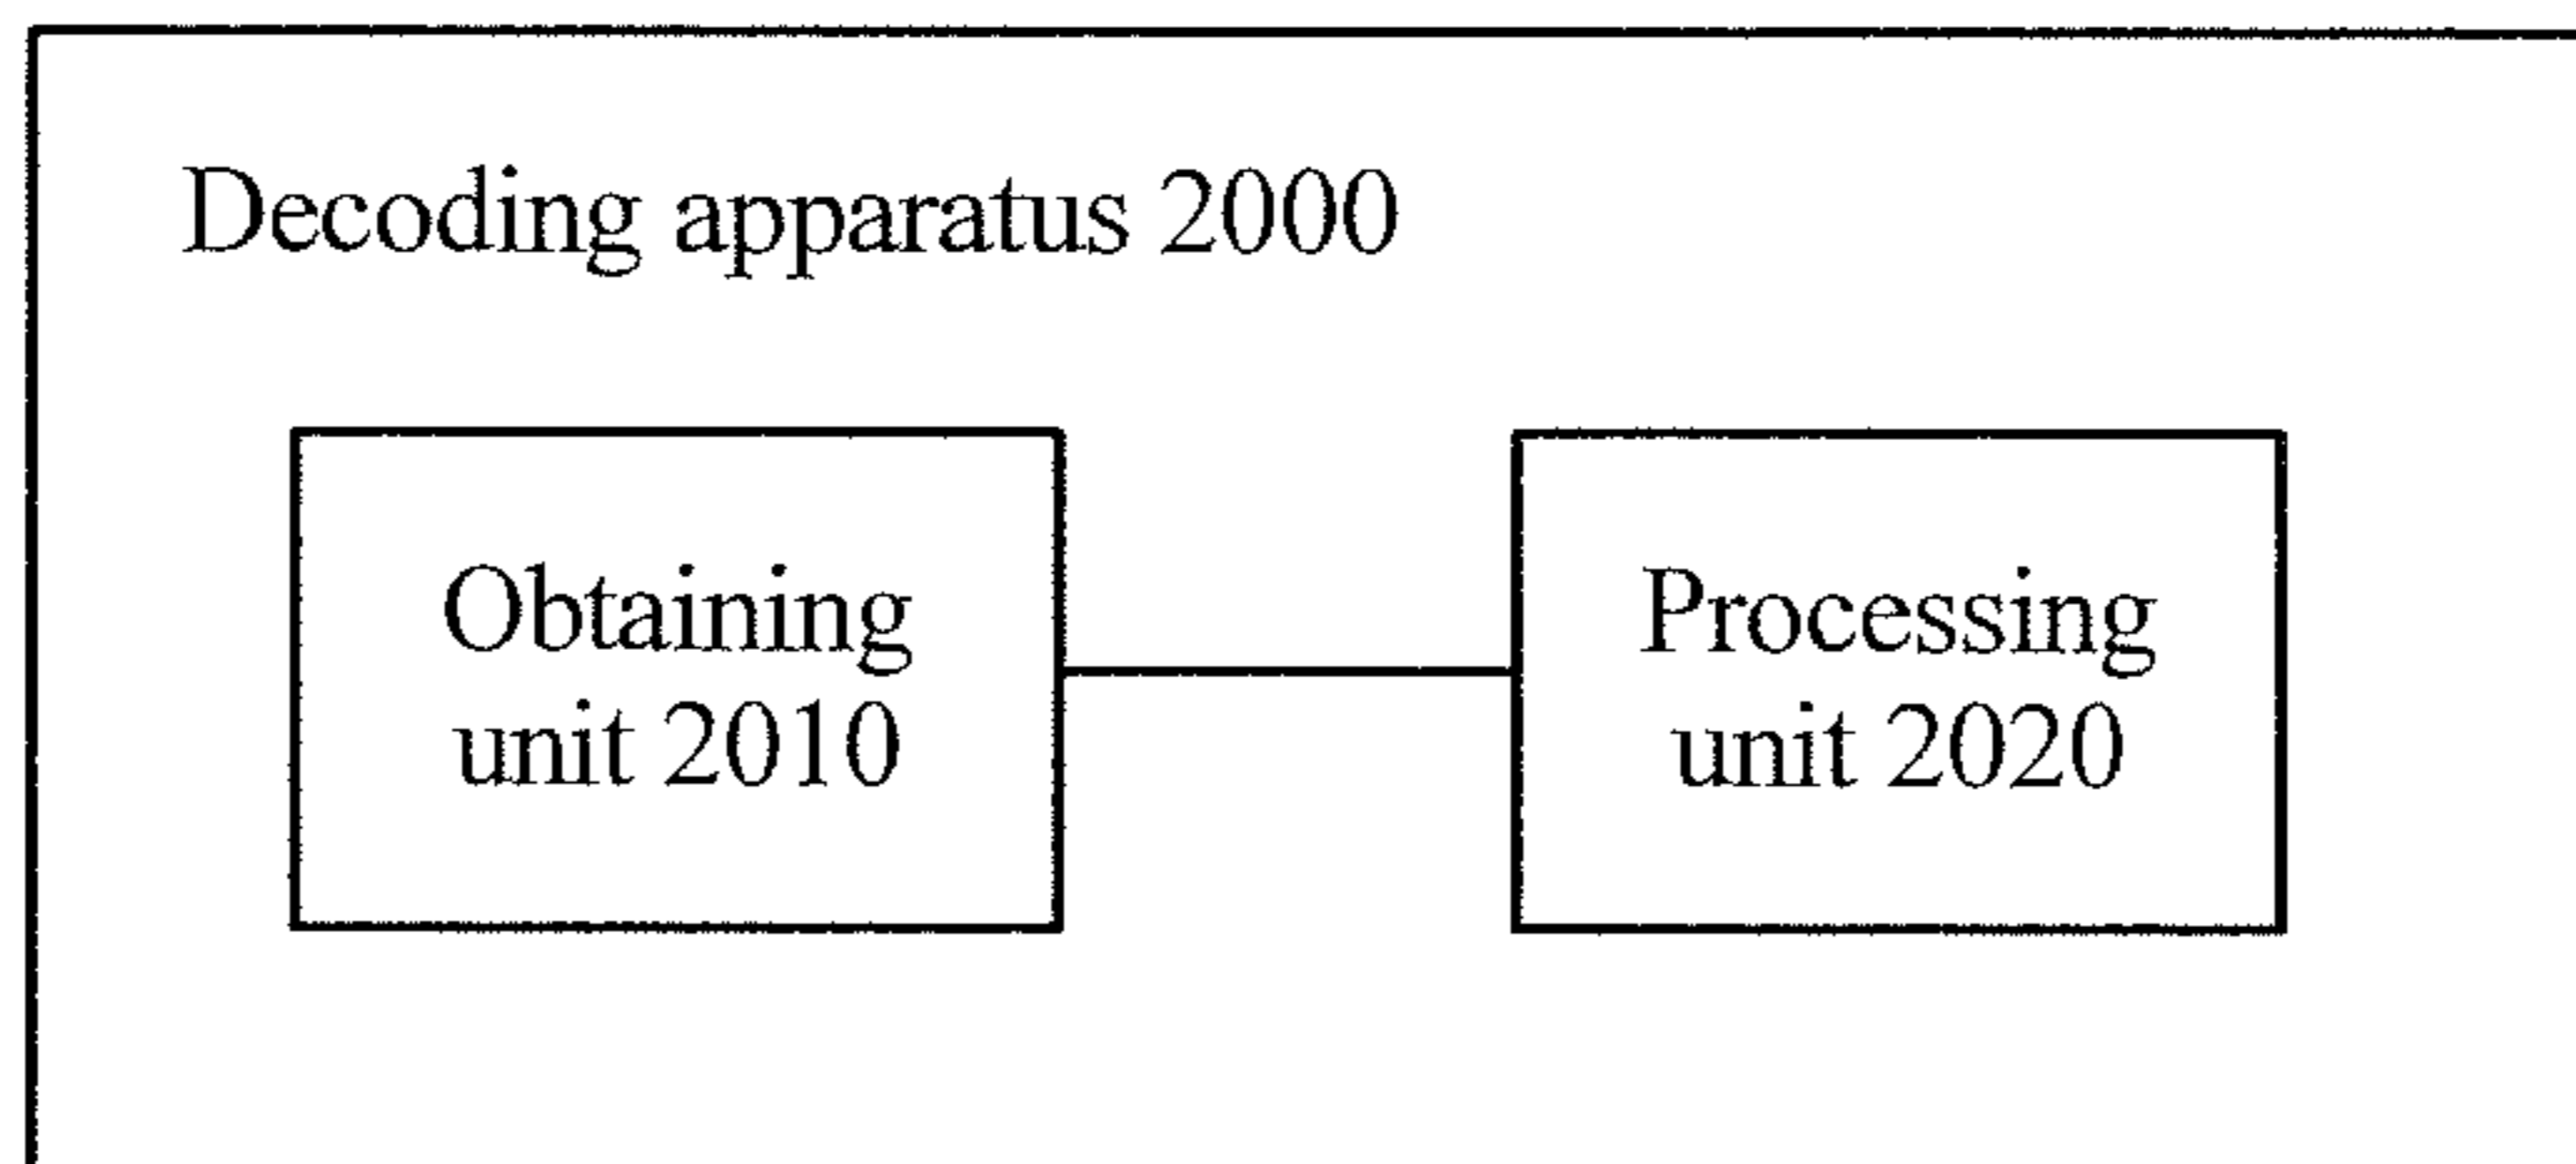 Decoding apparatus 2000
Obtaining
unit 2010
Processing
unit 2020